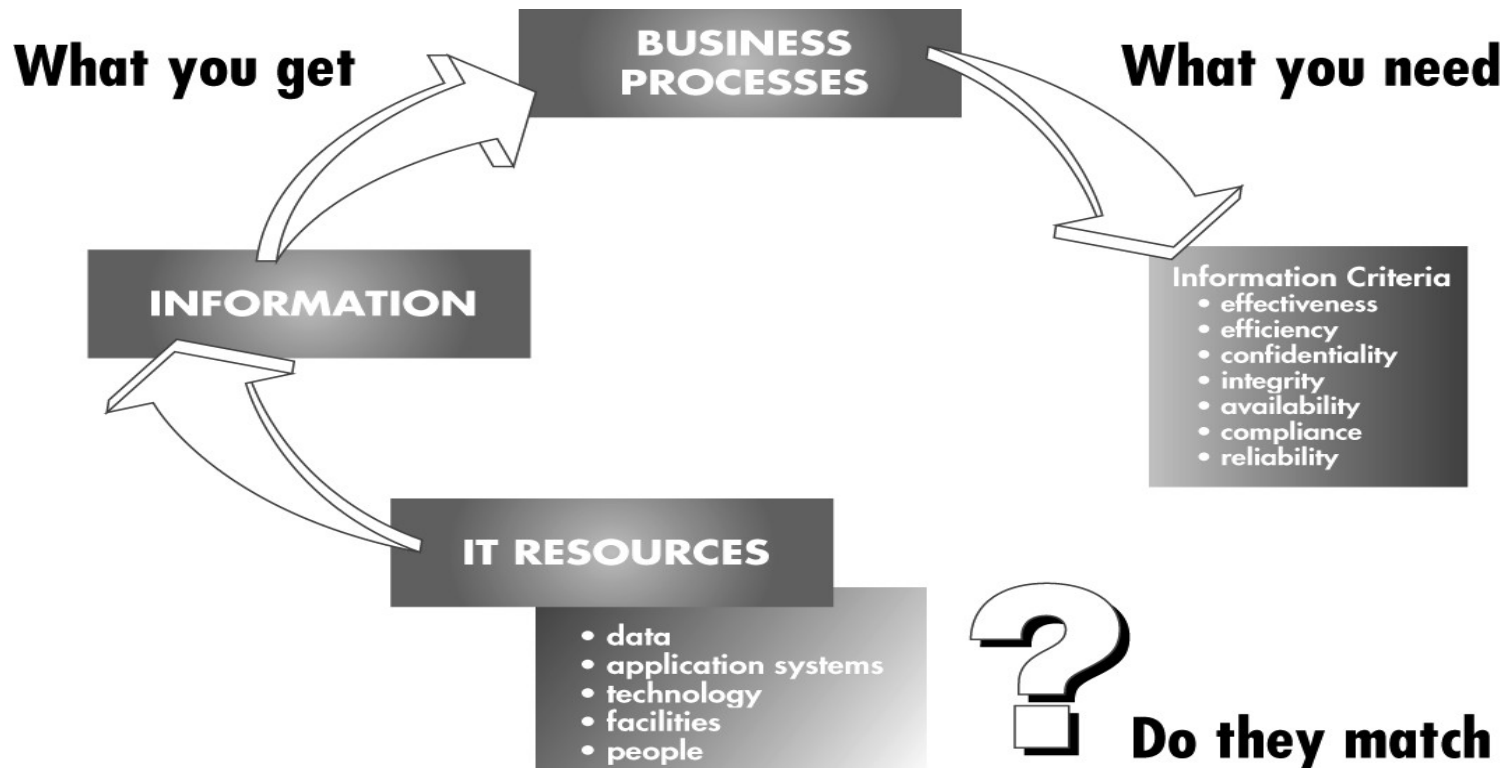 What you get
BUSINESS
PROCESSES
What you need
INFORMATION
Information Criteria
• effectiveness
• efficiency
• confidentiality
• integrity
• availability
• compliance
• reliability
IT RESOURCES
• data
• application systems
• technology
• facilities
• people
?
Do they match